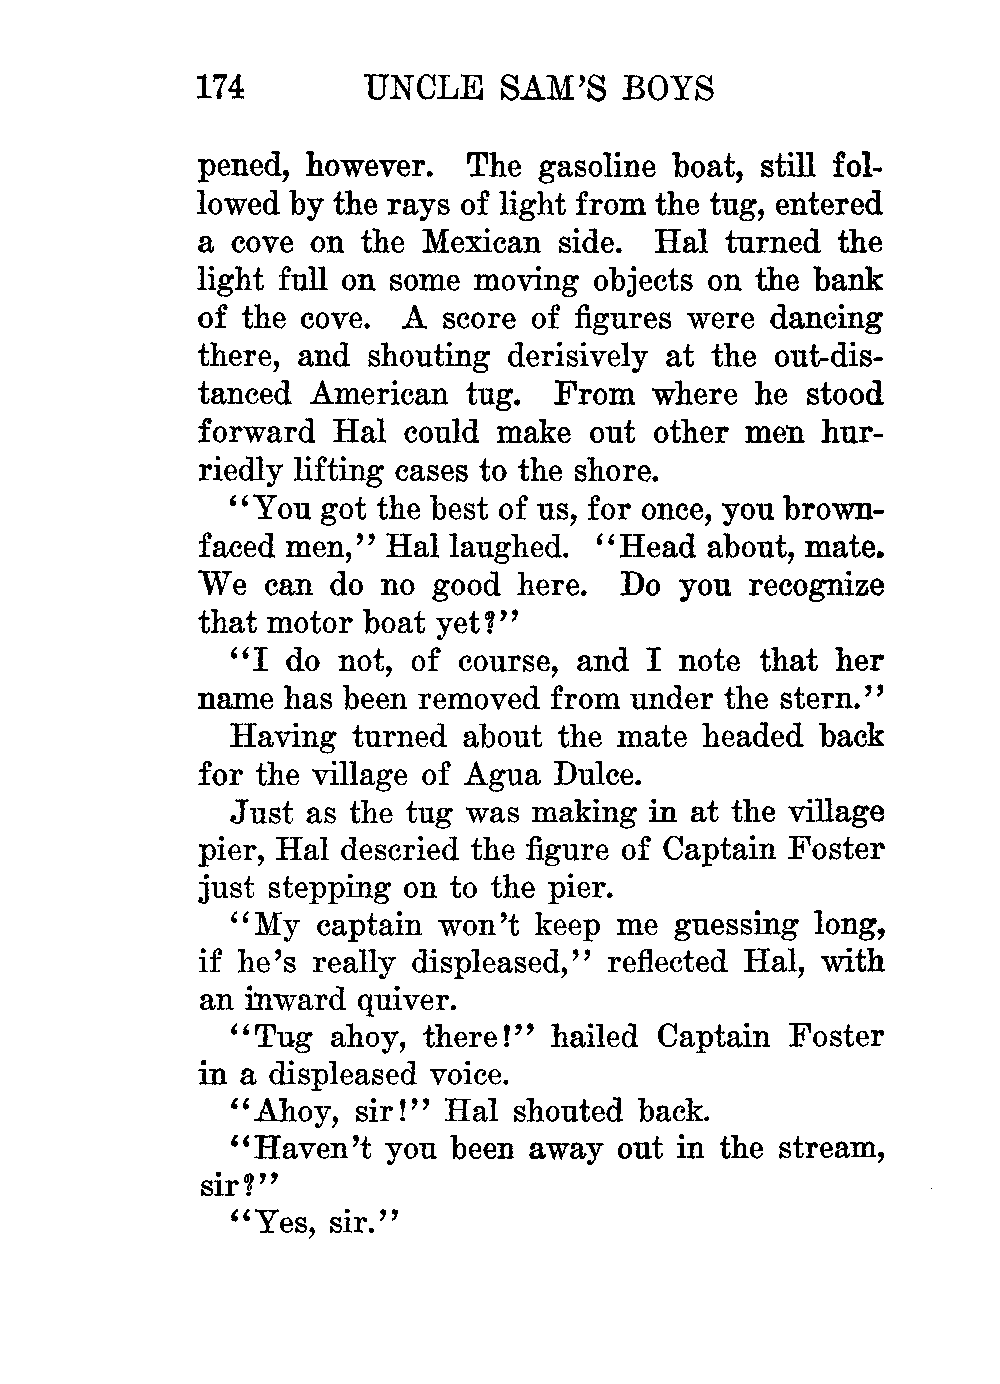 174 UNCLE SAM'S BOYS
pened, however. The gasoline boat, still fol-
lowed by the rays of light from the tug, entered
a cove on the Mexican side. Hal turned the
light full on some moving objects on the bank
of the cove. A score of figures were dancing
there, and shouting derisively at the out-dis-
tanced American tug. From where he stood
forward Hal could make out other men hur-
riedly lifting cases to the shore.
"You got the best of us, for once, you brown-
faced men," Hal laughed. "Head about, mate.
We can do no good here. Do you recognize
that motor boat yet?"
"I do not, of course, and I note that her
name has been removed from under the stern."
Having turned about the mate headed back
for the village of Agua Dulce.
Just as the tug was making in at the village
pier, Hal descried the figure of Captain Foster
just stepping on to the pier.
"My captain won't keep me guessing long,
if he's really displeased," reflected Hal, with
an inward quiver.
"Tug ahoy, there!" hailed Captain Foster
in a displeased voice.
"Ahoy, sir!" Hal shouted back.
"Haven't you been away out in the stream,
sir?"
"Yes, sir."